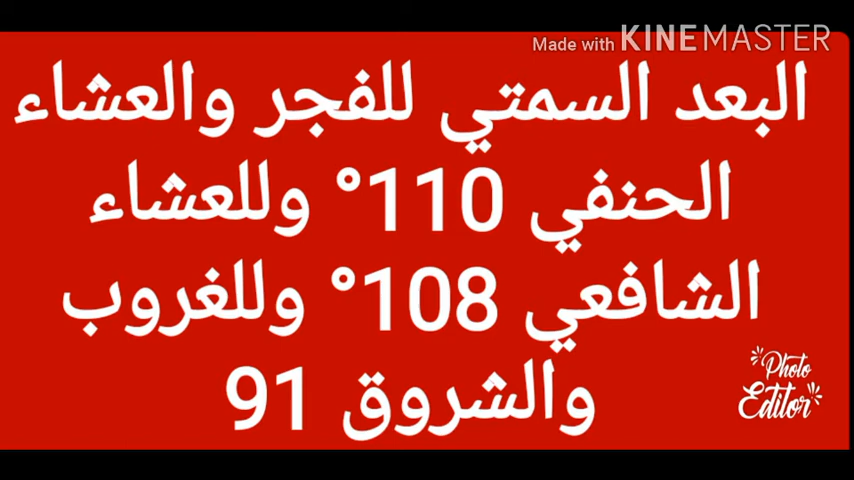 Made with KINEMASTER
البعد السمتي للفجر والعشاء
الحنفي 110° وللعشاء
الشافعي 108° وللغروب
والشروق 91
Photo
Editor